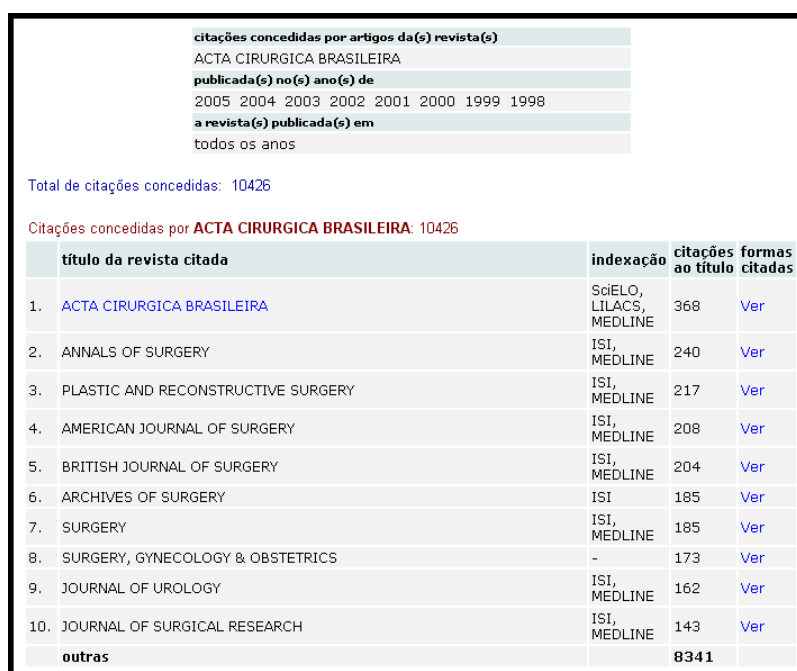 citações concedidas por artigos da(s) revista(s)
ACTA CIRURGICA BRASILEIRA
publicada(s) no(s) ano(s) de
2005 2004 2003 2002 2001 2000 1999 1998
a revista(s) publicada(s) em
todos os anos
Total de citações concedidas: 10426
Citações concedidas por ACTA CIRURGICA BRASILEIRA: 10426
título da revista citada indexação citações ao título formas citadas
1. ACTA CIRURGICA BRASILEIRA SciELO, LILACS, MEDLINE 368 Ver
2. ANNALS OF SURGERY ISI, MEDLINE 240 Ver
3. PLASTIC AND RECONSTRUCTIVE SURGERY ISI, MEDLINE 217 Ver
4. AMERICAN JOURNAL OF SURGERY ISI, MEDLINE 208 Ver
5. BRITISH JOURNAL OF SURGERY ISI, MEDLINE 204 Ver
6. ARCHIVES OF SURGERY ISI 185 Ver
7. SURGERY ISI, MEDLINE 185 Ver
8. SURGERY, GYNECOLOGY & OBSTETRICS - 173 Ver
9. JOURNAL OF UROLOGY ISI, MEDLINE 162 Ver
10. JOURNAL OF SURGICAL RESEARCH ISI, MEDLINE 143 Ver
outras 8341